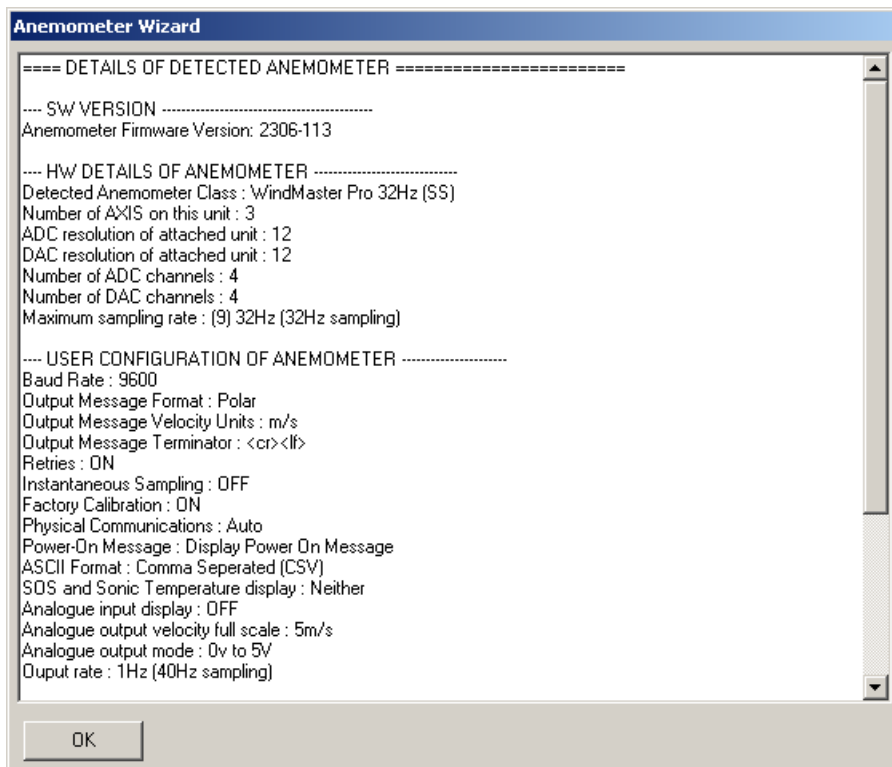 Anemometer Wizard
==== DETAILS OF DETECTED ANEMOMETER ========================
---- SW VERSION --------------------------------------------
Anemometer Firmware Version: 2306-113
---- HW DETAILS OF ANEMOMETER ------------------------------
Detected Anemometer Class : WindMaster Pro 32Hz (SS)
Number of AXIS on this unit : 3
ADC resolution of attached unit : 12
DAC resolution of attached unit : 12
Number of ADC channels : 4
Number of DAC channels : 4
Maximum sampling rate : (9) 32Hz (32Hz sampling)
---- USER CONFIGURATION OF ANEMOMETER ----------------------
Baud Rate : 9600
Output Message Format : Polar
Output Message Velocity Units : m/s
Output Message Terminator : <cr><lf>
Retries : ON
Instantaneous Sampling : OFF
Factory Calibration : ON
Physical Communications : Auto
Power-On Message : Display Power On Message
ASCII Format : Comma Seperated (CSV)
SOS and Sonic Temperature display : Neither
Analogue input display : OFF
Analogue output velocity full scale : 5m/s
Analogue output mode : 0v to 5V
Ouput rate : 1Hz (40Hz sampling)
OK